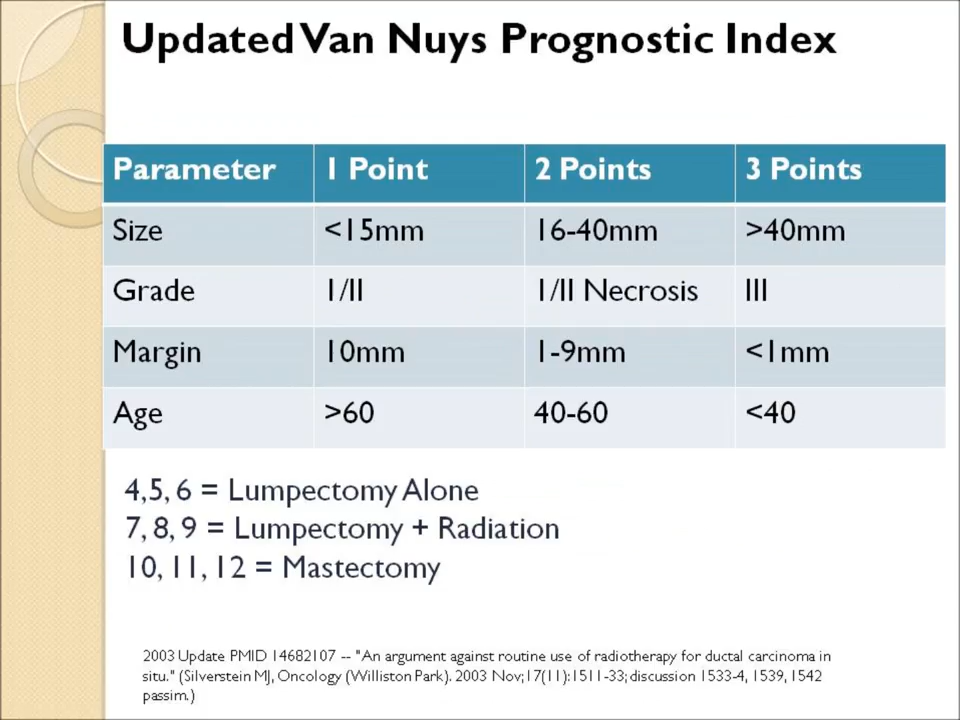 Updated Van Nuys Prognostic Index
Parameter 1 Point 2 Points 3 Points
Size <15mm 16-40mm >40mm
Grade 1/II 1/II Necrosis III
Margin 10mm 1-9mm <1mm
Age >60 40-60 <40
4,5, 6 = Lumpectomy Alone
7, 8, 9 = Lumpectomy + Radiation
10, 11, 12 = Mastectomy
2003 Update PMID 14682107 -- "An argument against routine use of radiotherapy for ductal carcinoma in
situ." (Silverstein MJ, Oncology (Williston Park). 2003 Nov;17(11):1511-33; discussion 1533-4, 1539, 1542
passim.)